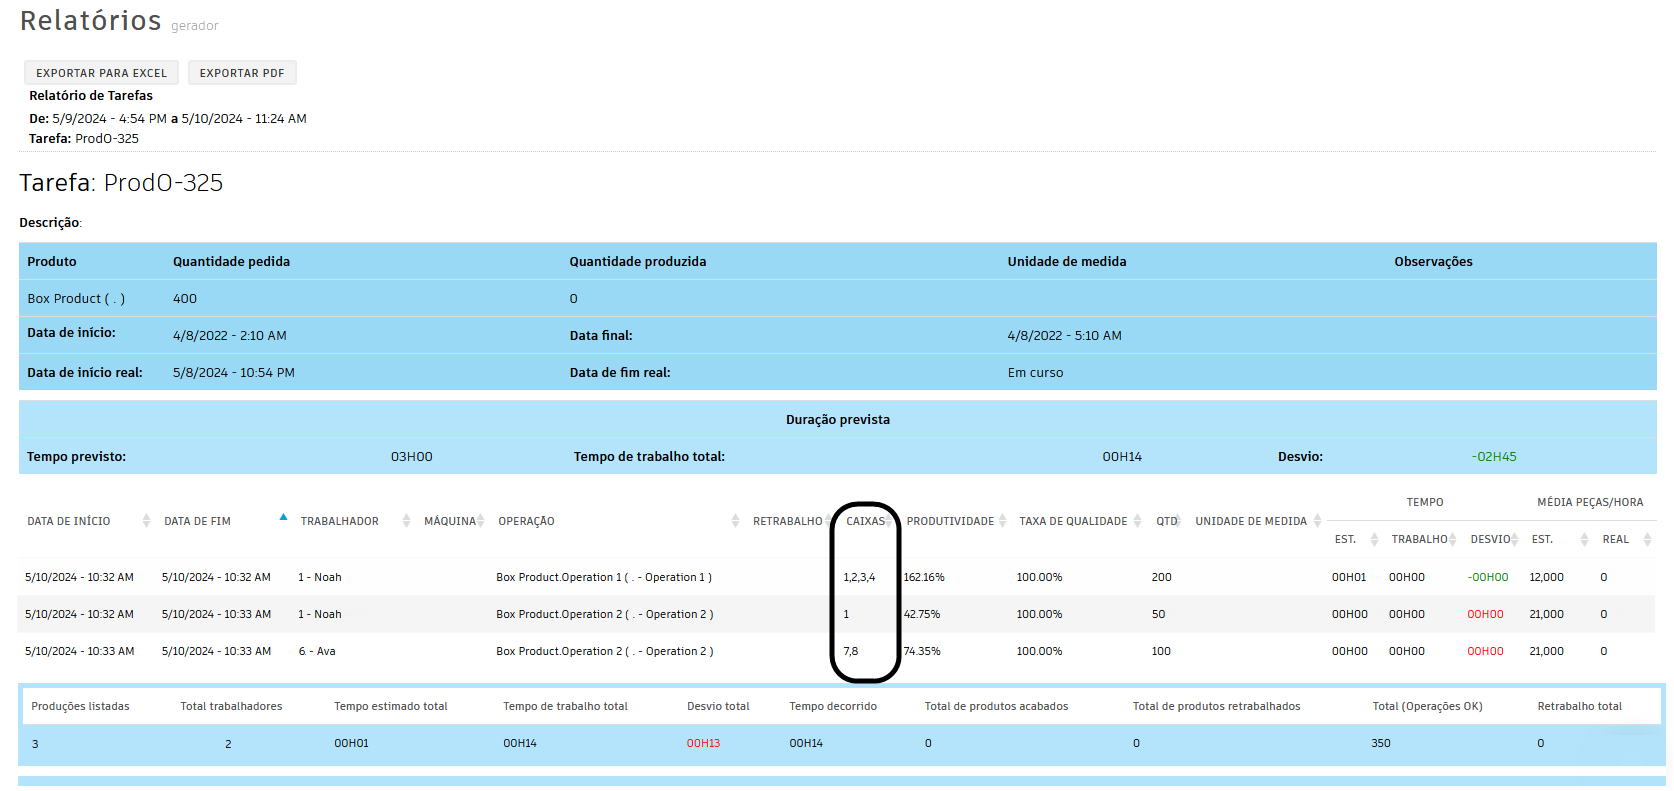 Relatórios gerador
EXPORTAR PARA EXCEL EXPORTAR PDF
Relatório de Tarefas
De: 5/9/2024 - 4:54 PM a 5/10/2024 - 11:24 AM
Tarefa: ProdO-325
Tarefa: ProdO-325
Descrição:
Produto Quantidade pedida Quantidade produzida Unidade de medida Observações
Box Product ( . ) 400 0
Data de início: 4/8/2022 - 2:10 AM Data final: 4/8/2022 - 5:10 AM
Data de início real: 5/8/2024 - 10:54 PM Data de fim real: Em curso
Duração prevista
Tempo previsto: 03H00 Tempo de trabalho total: 00H14 Desvio: -02H45
TEMPO MÉDIA PEÇAS/HORA
DATA DE INÍCIO DATA DE FIM TRABALHADOR MÁQUINA OPERAÇÃO RETRABALHO CAIXAS PRODUTIVIDADE TAXA DE QUALIDADE QTD UNIDADE DE MEDIDA
EST. TRABALHO DESVIO EST. REAL
5/10/2024 - 10:32 AM 5/10/2024 - 10:32 AM 1 - Noah Box Product.Operation 1 ( . - Operation 1 ) 1,2,3,4 162.16% 100.00% 200 00H01 00H00 -00H00 12,000 0
5/10/2024 - 10:32 AM 5/10/2024 - 10:33 AM 1 - Noah Box Product.Operation 2 ( . - Operation 2 ) 1 42.75% 100.00% 50 00H00 00H00 00H00 21,000 0
5/10/2024 - 10:33 AM 5/10/2024 - 10:33 AM 6 - Ava Box Product.Operation 2 ( . - Operation 2 ) 7,8 74.35% 100.00% 100 00H00 00H00 00H00 21,000 0
Produções listadas Total trabalhadores Tempo estimado total Tempo de trabalho total Desvio total Tempo decorrido Total de produtos acabados Total de produtos retrabalhados Total (Operações OK) Retrabalho total
3 2 00H01 00H14 00H13 00H14 0 0 350 0